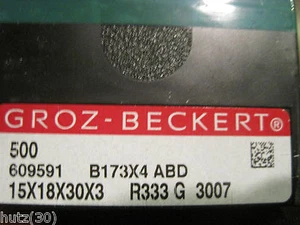 GROZ-BECKERT®
500
609591 B173X4 ABD
15X18X30X3 R333 G 3007
hutz(30)